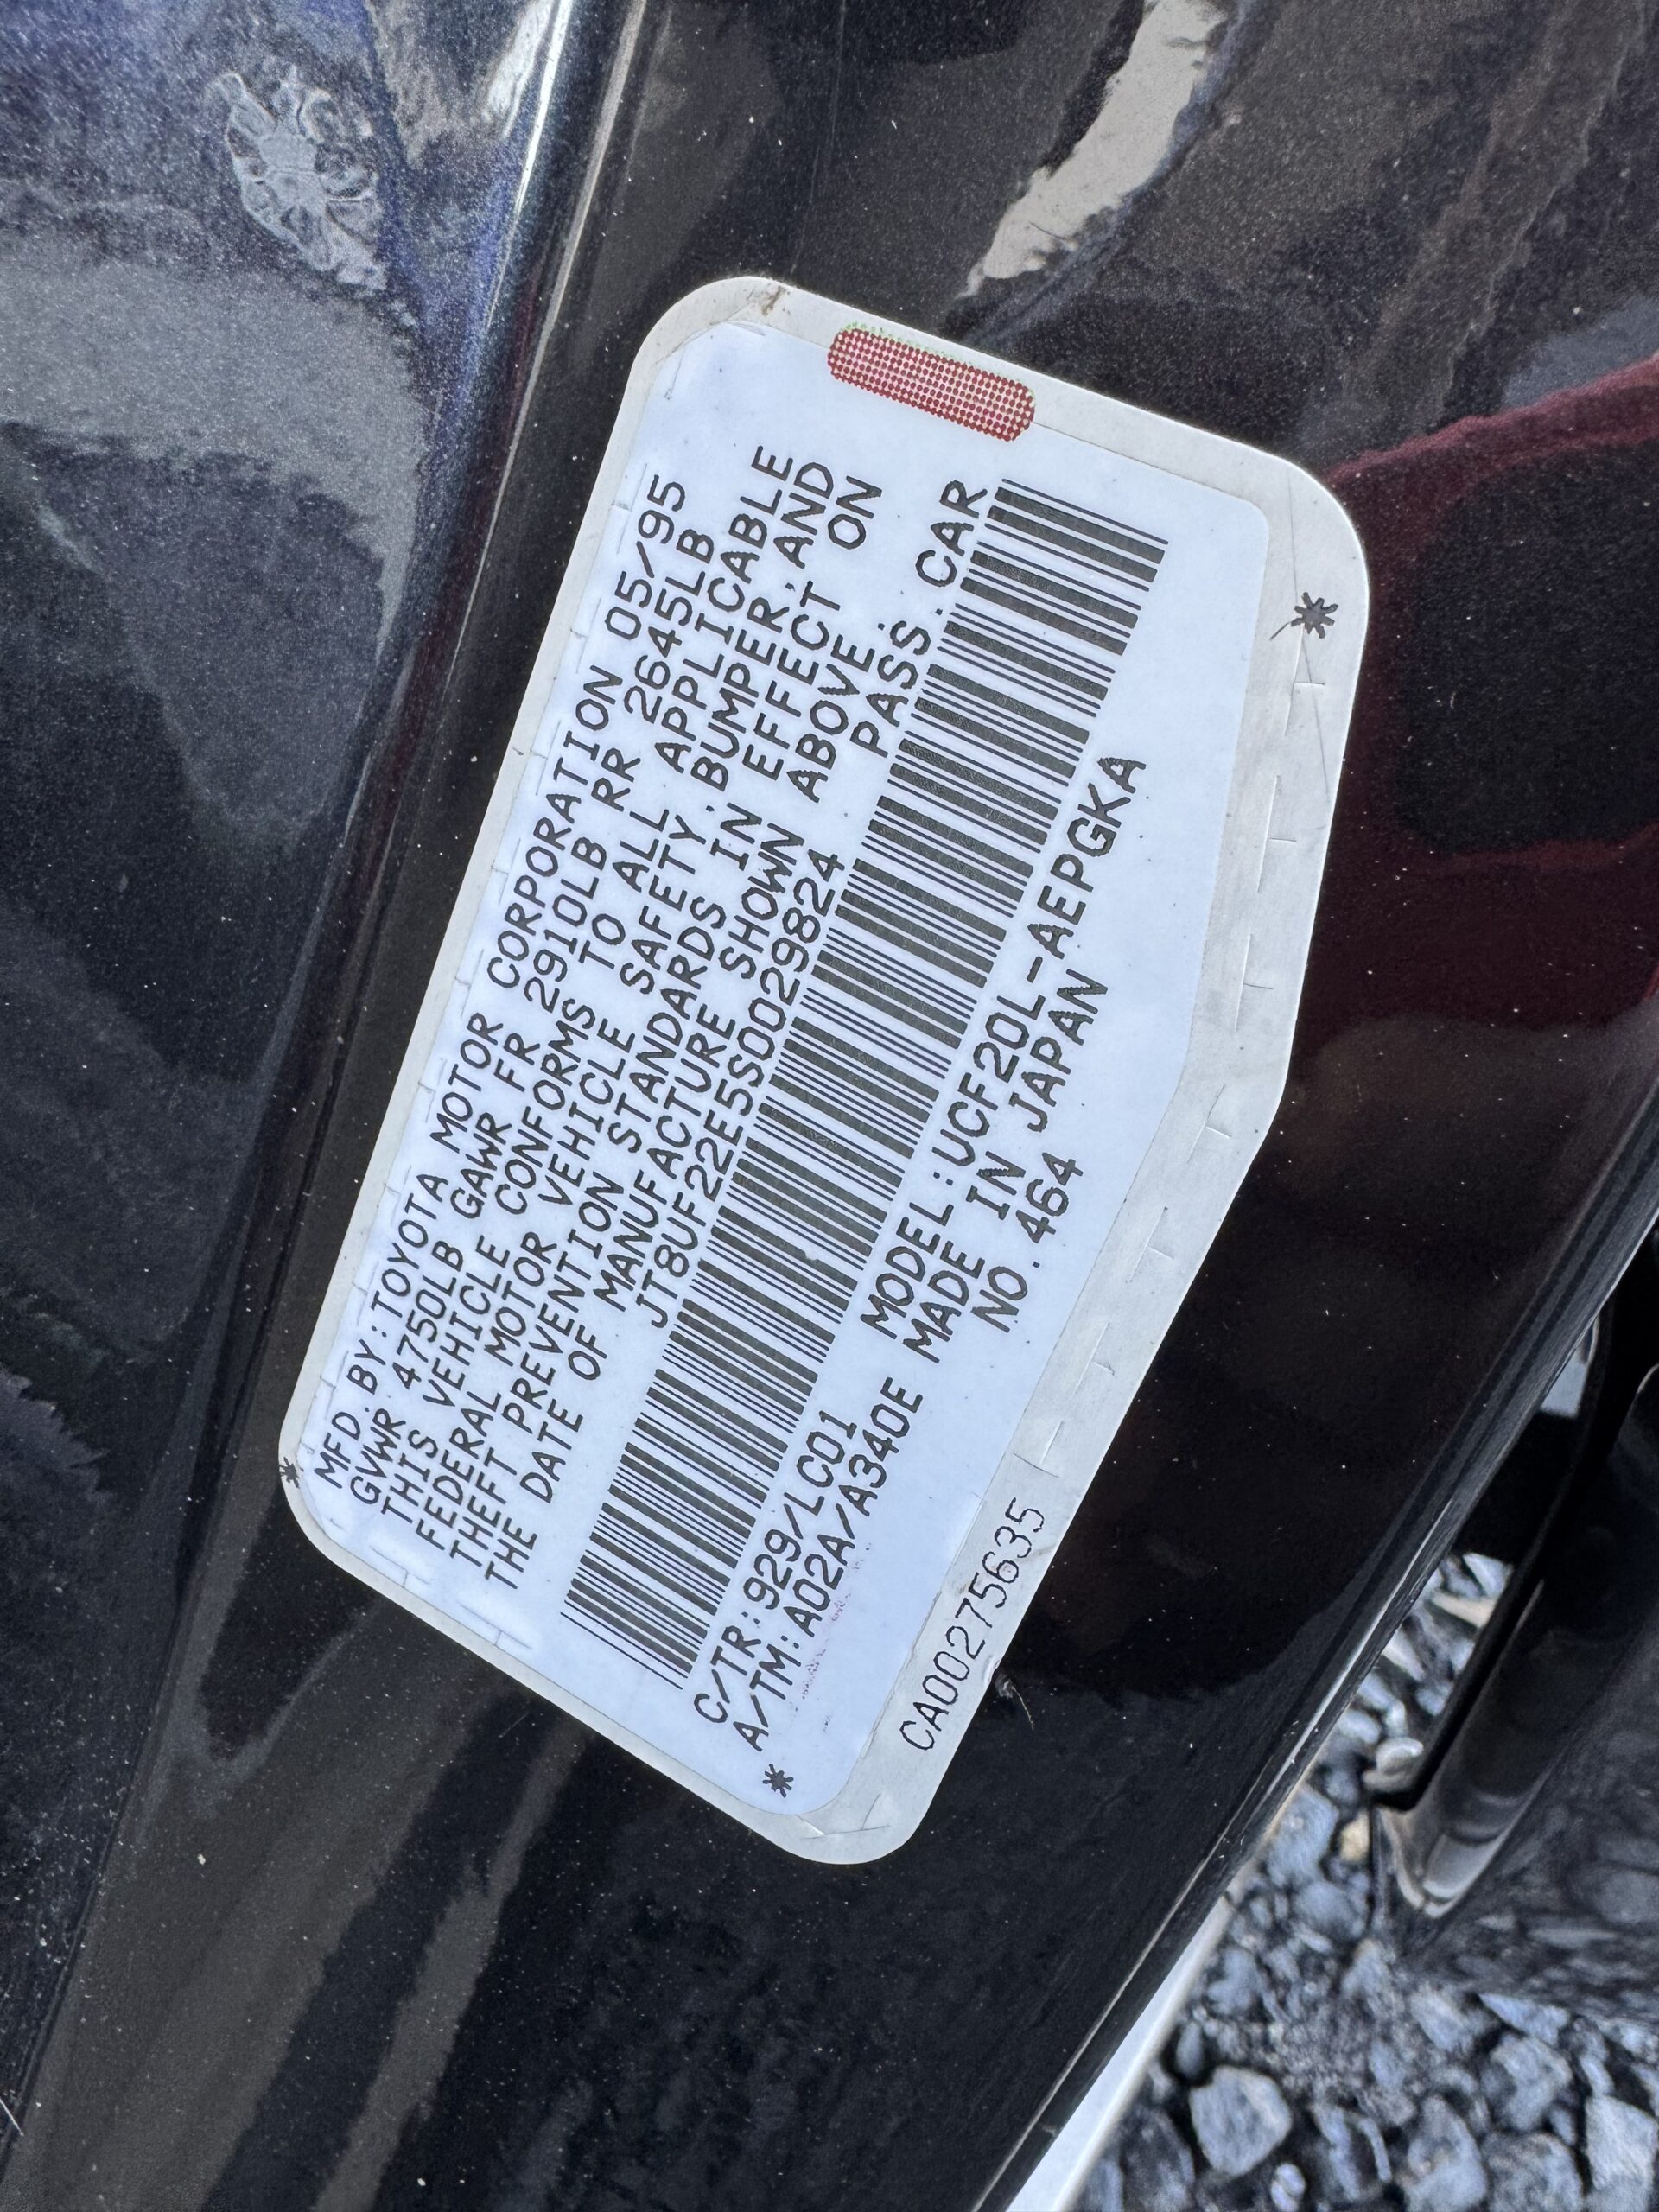 MFD. BY:TOYOTA MOTOR CORPORATION 05/95
GVWR 4750LB GAWR FR 2910LB RR 2645LB
THIS VEHICLE CONFORMS TO ALL APPLICABLE
FEDERAL MOTOR VEHICLE SAFETY,BUMPER,AND
THEFT PREVENTION STANDARDS IN EFFECT ON
THE DATE OF MANUFACTURE SHOWN ABOVE.
JT8UF22E5S0029824 PASS. CAR
C/TR:929/LC01 MODEL:UCF20L-AEPGKA
A/TM:A02A/A340E MADE IN JAPAN
NO.464
CA00275635